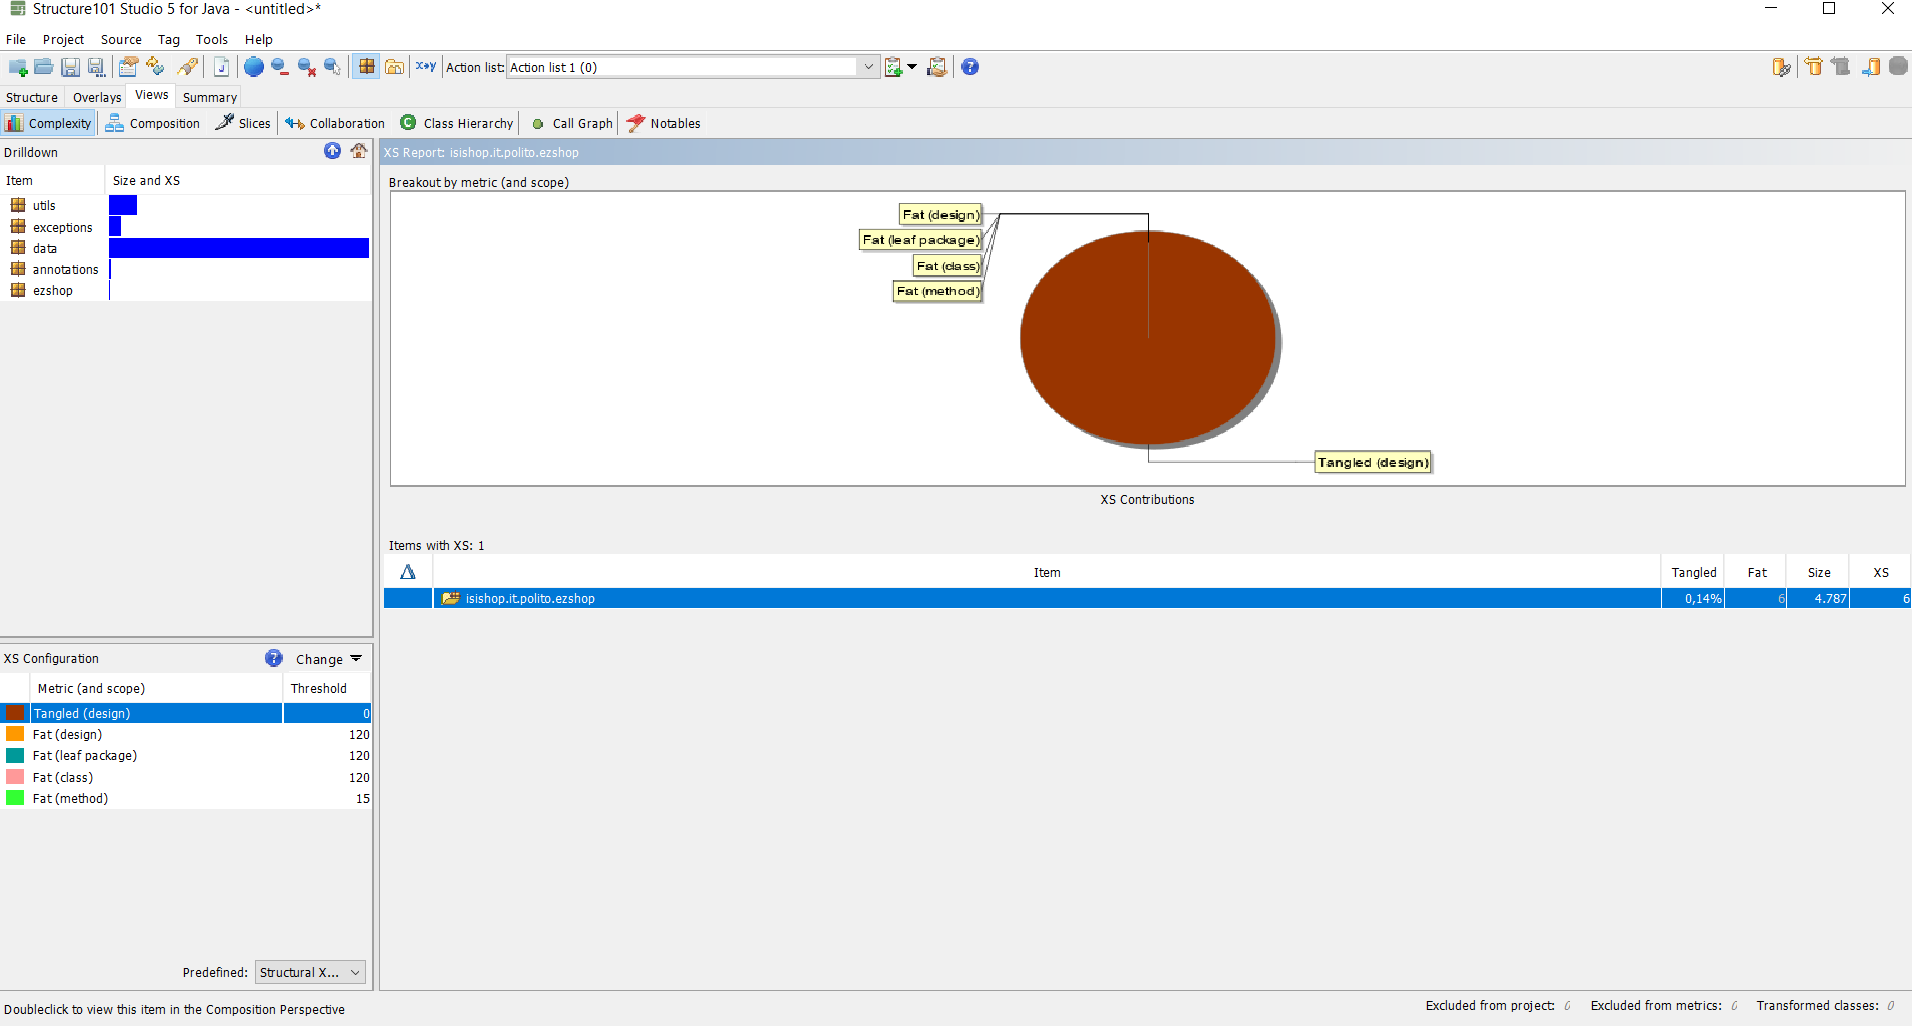 Structure101 Studio 5 for Java - <untitled>*
File Project Source Tag Tools Help
Action list: Action list 1 (0)
Structure Overlays Views Summary
Complexity Composition Slices Collaboration Class Hierarchy Call Graph Notables
Drilldown
Item Size and XS
utils
exceptions
data
annotations
ezshop
XS Report: isishop.it.polito.ezshop
Breakout by metric (and scope)
Fat (design)
Fat (leaf package)
Fat (class)
Fat (method)
Tangled (design)
XS Contributions
Items with XS: 1
Item Tangled Fat Size XS
isishop.it.polito.ezshop 0,14% 6 4.787 6
XS Configuration
Change
Metric (and scope) Threshold
Tangled (design) 0
Fat (design) 120
Fat (leaf package) 120
Fat (class) 120
Fat (method) 15
Predefined: Structural X...
Doubleclick to view this item in the Composition Perspective
Excluded from project: 0 Excluded from metrics: 0 Transformed classes: 0